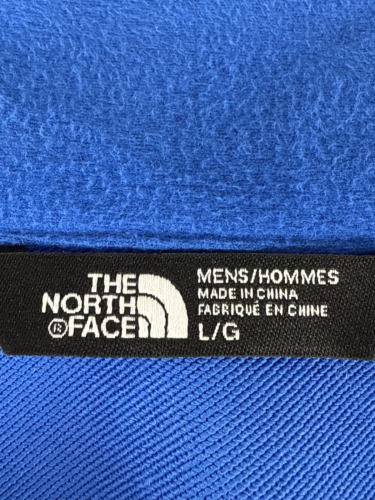 THE
NORTH
® FACE
MENS/HOMMES
MADE IN CHINA
FABRIQUÉ EN CHINE
L/G